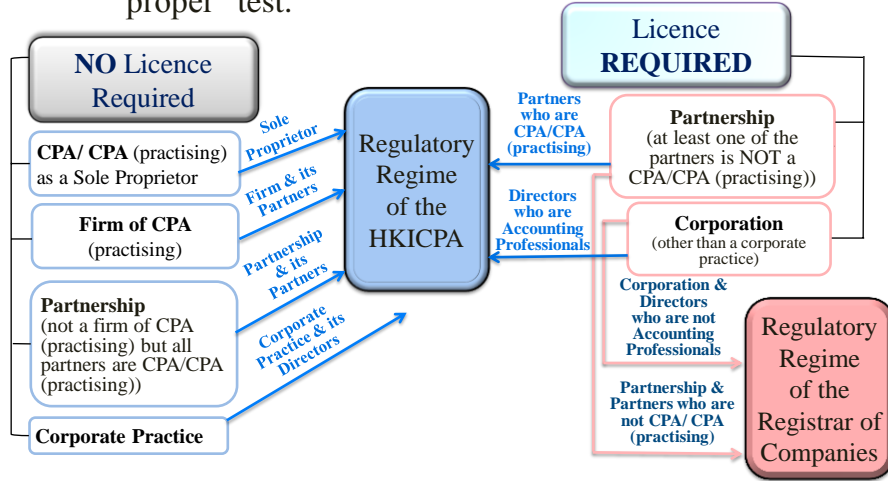 proper" test.
NO Licence
Required
Licence
REQUIRED
CPA/ CPA (practising)
as a Sole Proprietor
Firm of CPA
(practising)
Partnership
(not a firm of CPA
(practising) but all
partners are CPA/CPA
(practising))
Corporate Practice
Sole
Proprietor
Firm & its
Partners
Partnership
& its
Partners
Corporate
Practice & its
Directors
Regulatory
Regime
of the
HKICPA
Partners
who are
CPA/CPA
(practising)
Directors
who are
Accounting
Professionals
Partnership
(at least one of the
partners is NOT a
CPA/CPA (practising))
Corporation
(other than a corporate
practice)
Corporation &
Directors
who are not
Accounting
Professionals
Partnership &
Partners who are
not CPA/ CPA
(practising)
Regulatory
Regime
of the
Registrar of
Companies